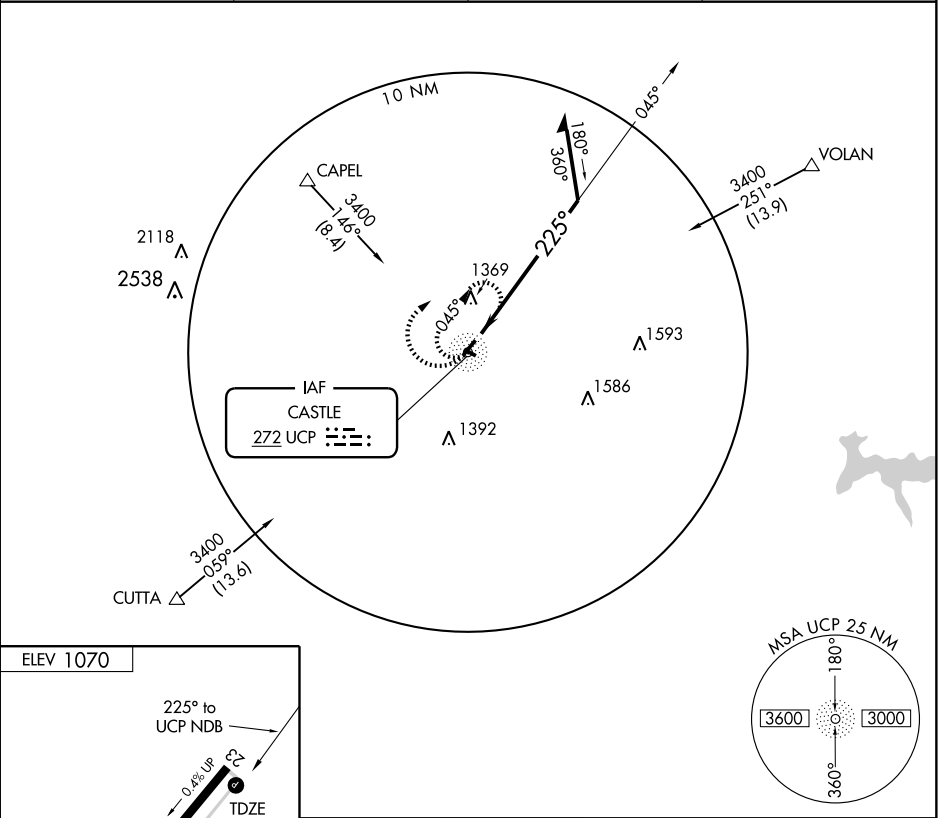 10 NM
045°
180°
360°
CAPEL
3400
146°
(8.4)
VOLAN
3400
251°
(13.9)
225°
2118
2538
1369
045°
1593
1586
1392
IAF
CASTLE
272 UCP
3400
059°
(13.6)
CUTTA
MSA UCP 25 NM
180°
3600
3000
360°
ELEV 1070
225° to
UCP NDB
23
0.4% UP
P
TDZE